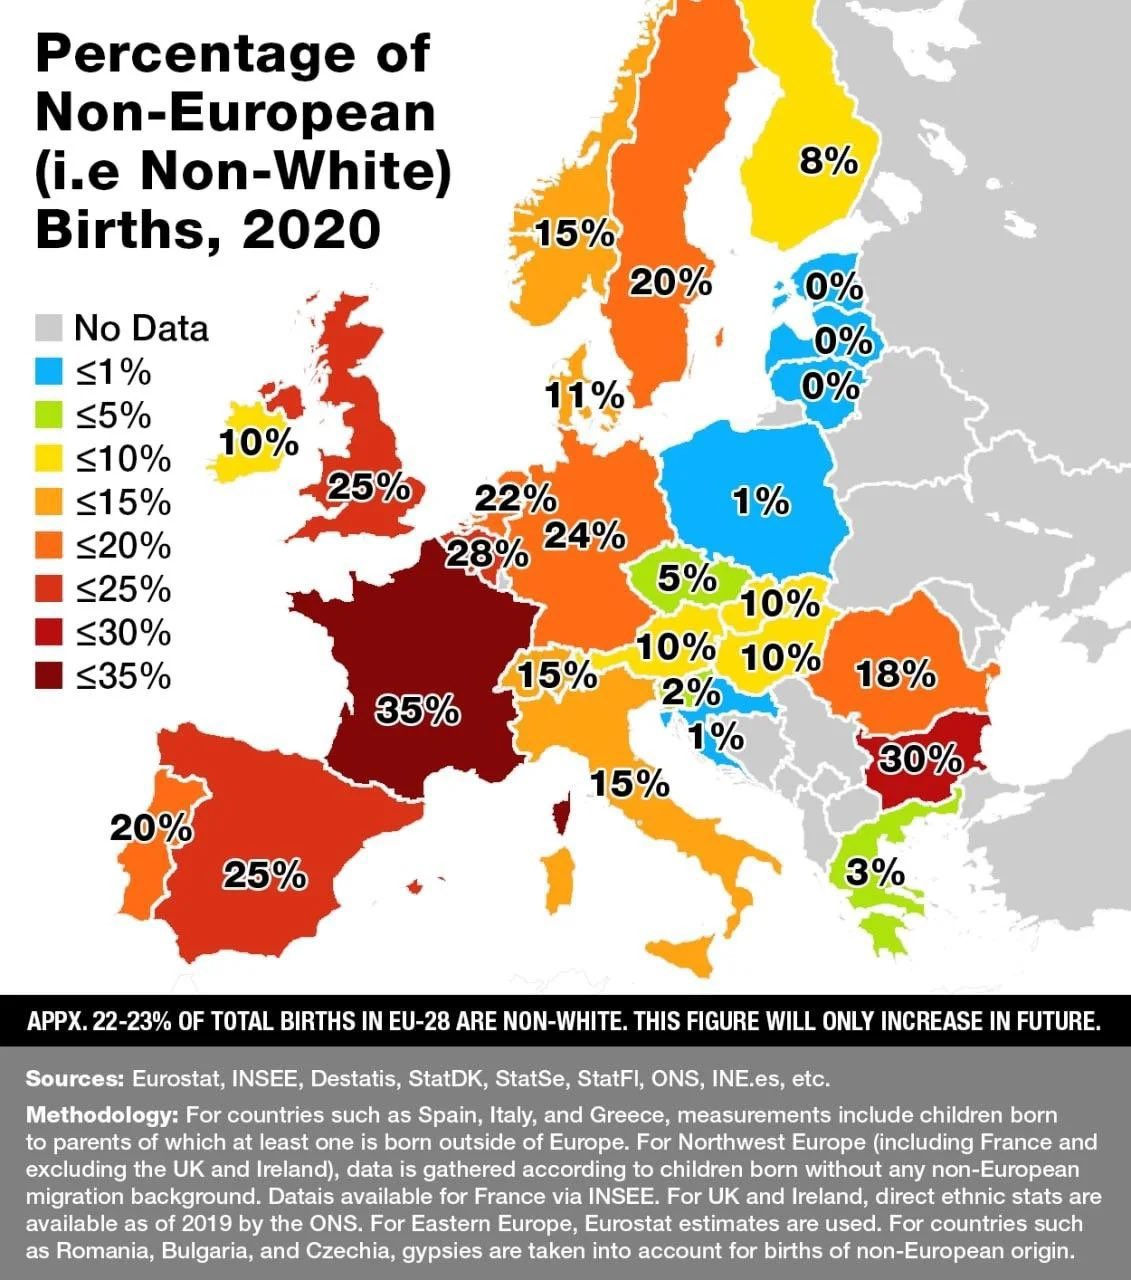 Percentage of
Non-European
(i.e Non-White)
Births, 2020
No Data
≤1%
≤5%
≤10%
≤15%
≤20%
≤25%
≤30%
≤35%
8%
15%
20%
0%
0%
0%
11%
10%
25%
22%
24%
28%
1%
5%
10%
10%
10%
15%
2%
18%
35%
1%
30%
15%
20%
25%
3%
APPX. 22-23% OF TOTAL BIRTHS IN EU-28 ARE NON-WHITE. THIS FIGURE WILL ONLY INCREASE IN FUTURE.
Sources: Eurostat, INSEE, Destatis, StatDK, StatSe, StatFI, ONS, INE.es, etc.
Methodology: For countries such as Spain, Italy, and Greece, measurements include children born
to parents of which at least one is born outside of Europe. For Northwest Europe (including France and
excluding the UK and Ireland), data is gathered according to children born without any non-European
migration background. Datais available for France via INSEE. For UK and Ireland, direct ethnic stats are
available as of 2019 by the ONS. For Eastern Europe, Eurostat estimates are used. For countries such
as Romania, Bulgaria, and Czechia, gypsies are taken into account for births of non-European origin.